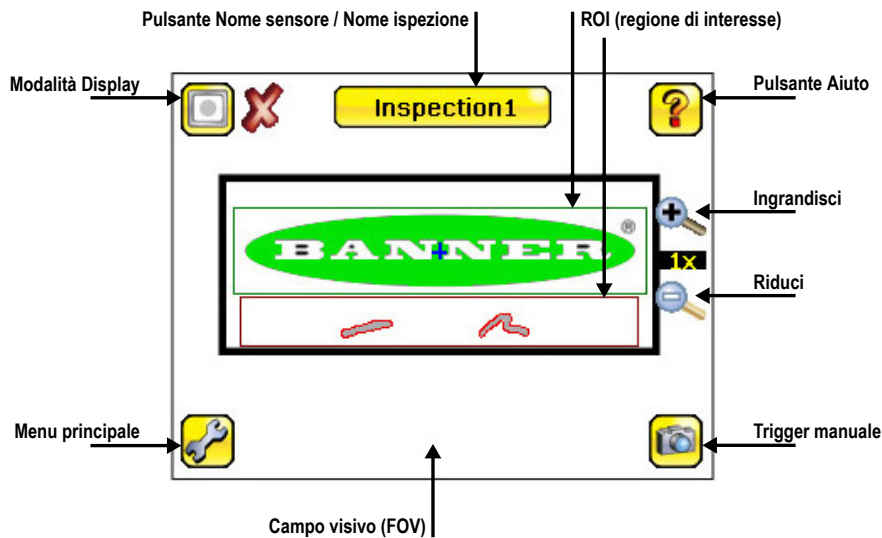 Pulsante Nome sensore / Nome ispezione
ROI (regione di interesse)
Modalità Display
Inspection1
Pulsante Aiuto
Ingrandisci
BANNER®
1x
Riduci
Menu principale
Trigger manuale
Campo visivo (FOV)